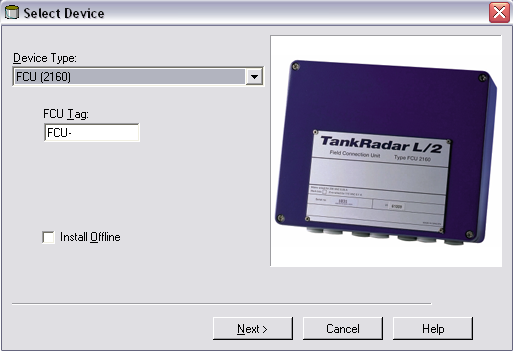 Select Device
Device Type:
FCU (2160)
FCU Tag:
FCU-
Install Offline
TankRadar L/2
Field Connection Unit Type FCU 2160
Next >
Cancel
Help